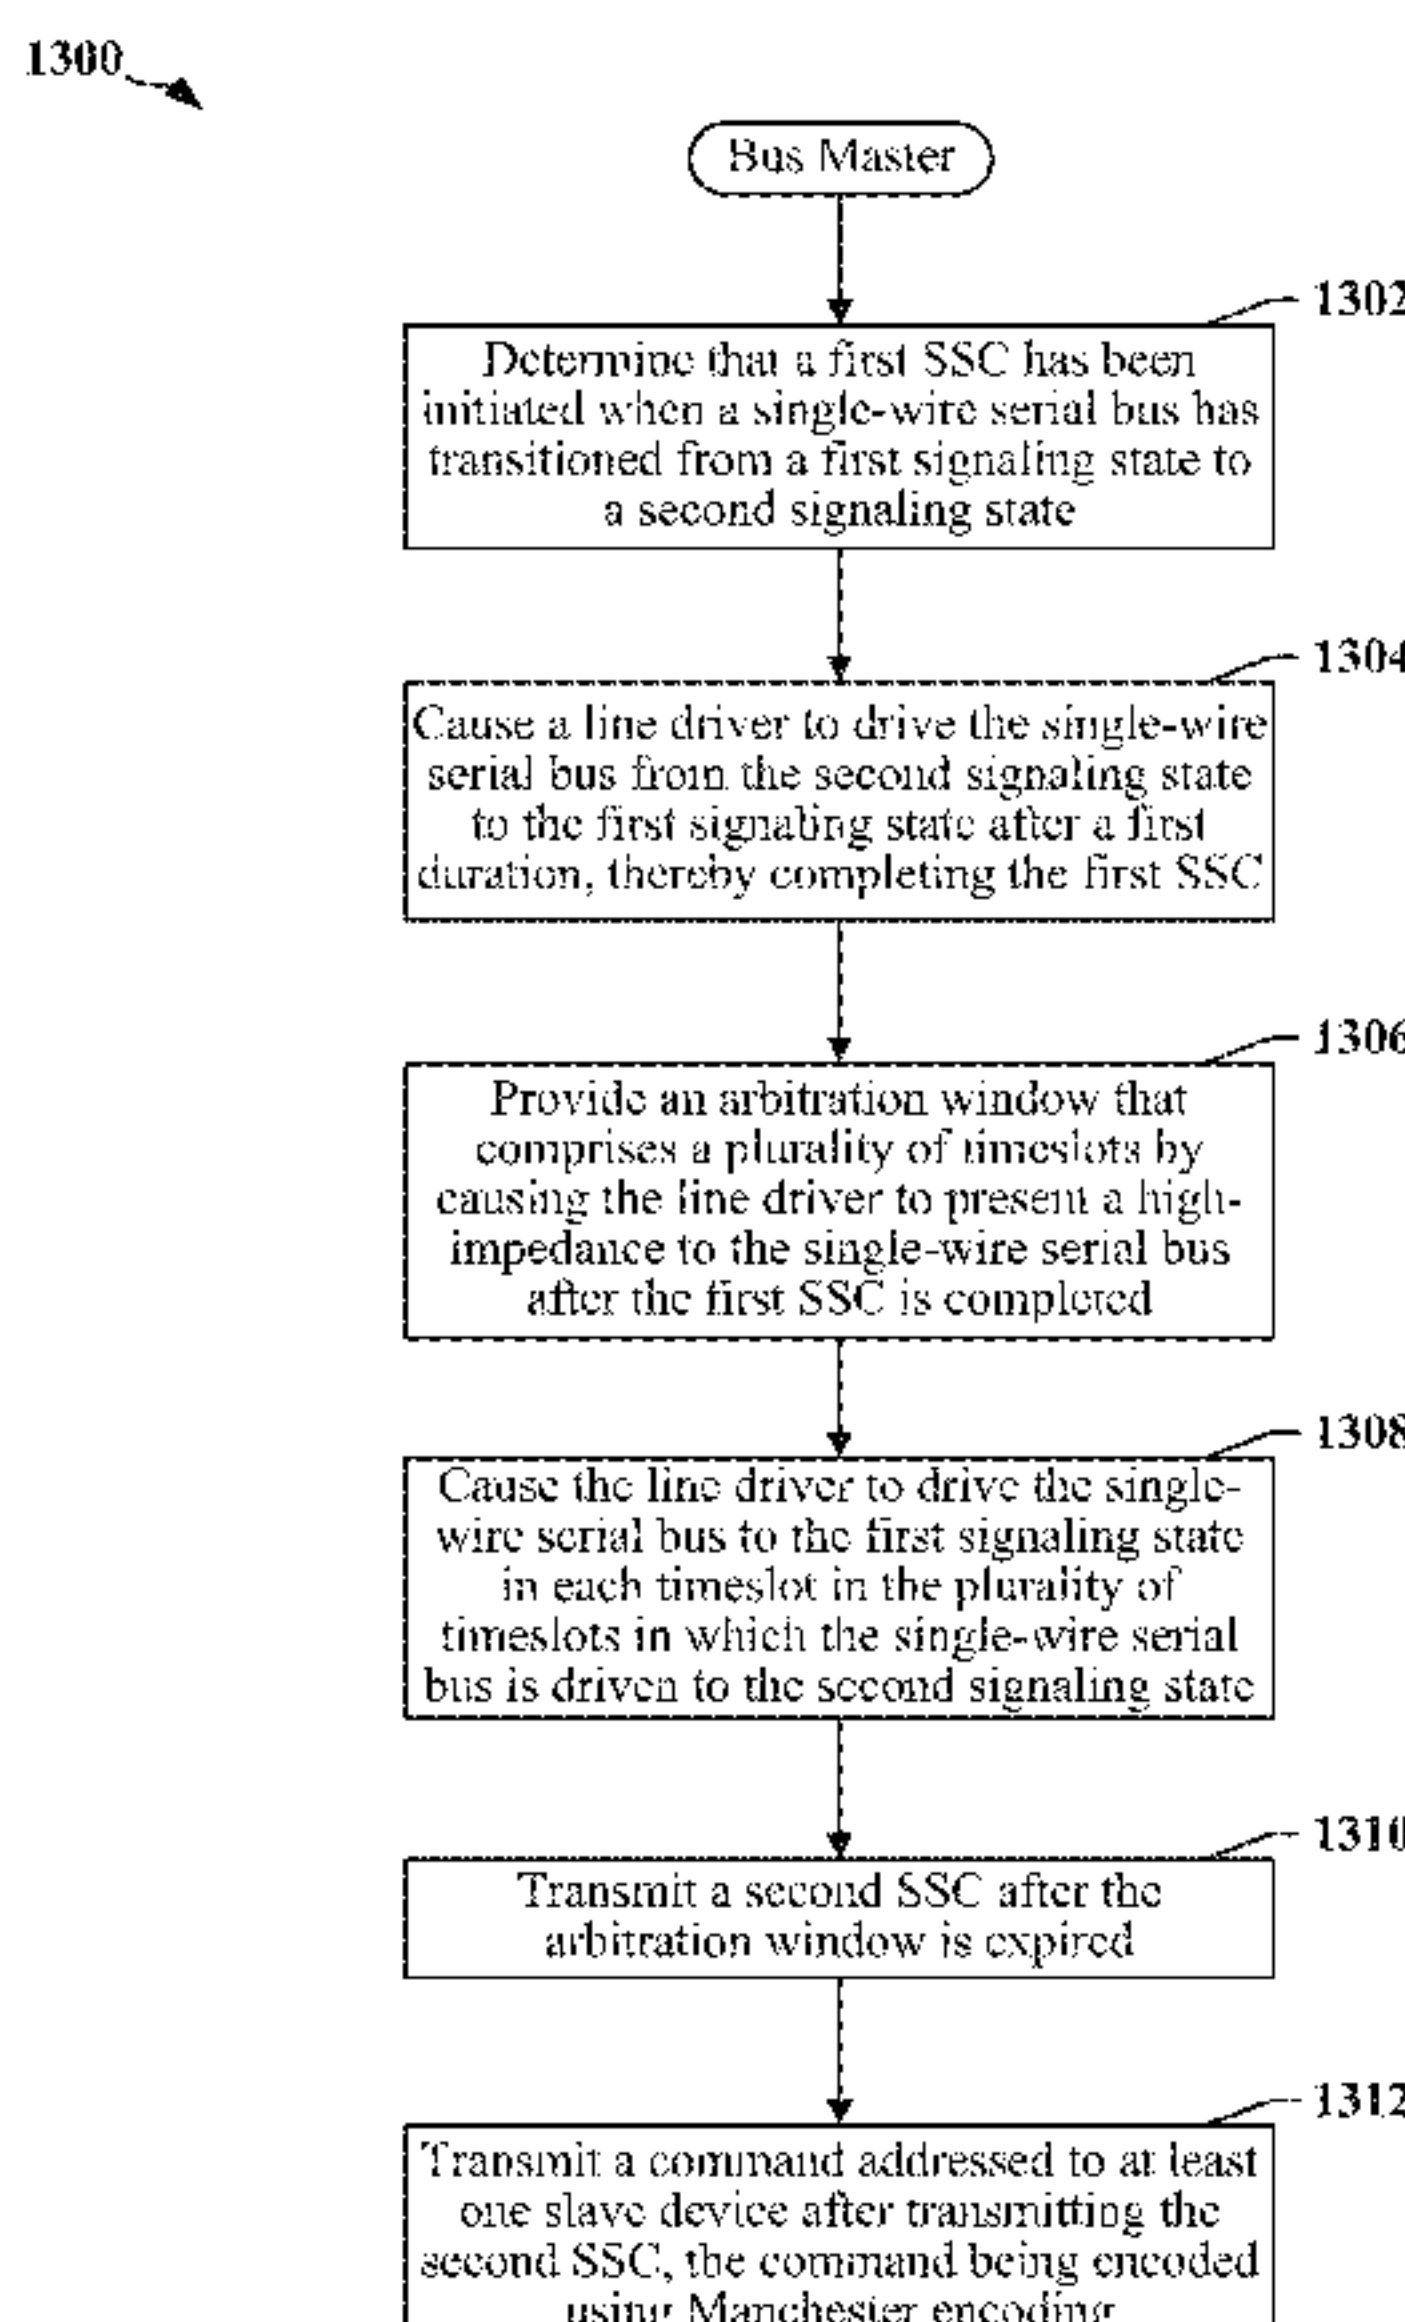 1300
Bus Master
1302
Determine that a first SSC has been
initiated when a single-wire serial bus has
transitioned from a first signaling state to
a second signaling state
1304
Cause a line driver to drive the single-wire
serial bus from the second signaling state
to the first signaling state after a first
duration, thereby completing the first SSC
1306
Provide an arbitration window that
comprises a plurality of timeslots by
causing the line driver to present a high-
impedance to the single-wire serial bus
after the first SSC is completed
1308
Cause the line driver to drive the single-
wire serial bus to the first signaling state
in each timeslot in the plurality of
timeslots in which the single-wire serial
bus is driven to the second signaling state
1310
Transmit a second SSC after the
arbitration window is expired
1312
Transmit a command addressed to at least
one slave device after transmitting the
second SSC, the command being encoded
using Manchester encoding